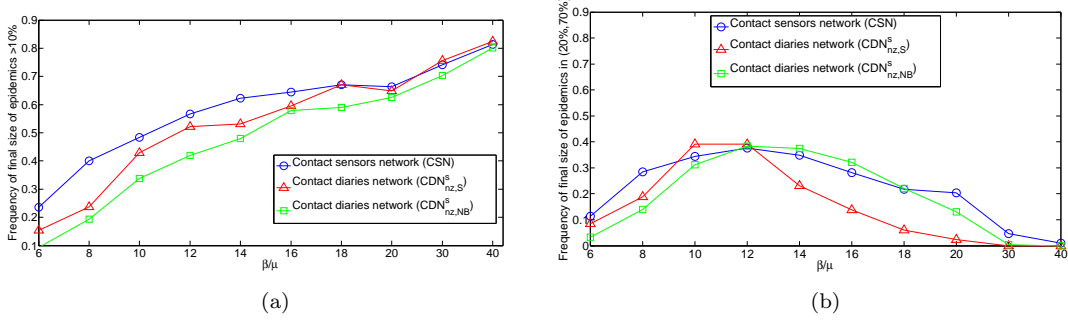 Frequency of final size of epidemics >10%
0.9
0.8
0.7
0.6
0.5
0.4
0.3
0.2
0.1
6 8 10 12 14 16 18 20 30 40
β/μ
Contact sensors network (CSN)
Contact diaries network (CDN^s_nz,S)
Contact diaries network (CDN^s_nz,NB)
(a)
Frequency of final size of epidemics in (20%,70%)
0.9
0.8
0.7
0.6
0.5
0.4
0.3
0.2
0.1
0
6 8 10 12 14 16 18 20 30 40
β/μ
Contact sensors network (CSN)
Contact diaries network (CDN^s_nz,S)
Contact diaries network (CDN^s_nz,NB)
(b)